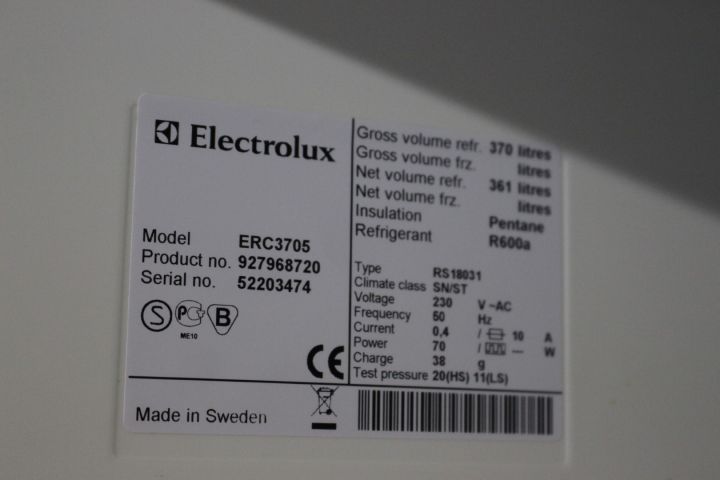 Electrolux
Model ERC3705
Product no. 927968720
Serial no. 52203474
S PC B
ME10
CE
Made in Sweden
Gross volume refr. 370 litres
Gross volume frz. litres
Net volume refr. 361 litres
Net volume frz. litres
Insulation Pentane
Refrigerant R600a
Type RS18031
Climate class SN/ST
Voltage 230 V ~AC
Frequency 50 Hz
Current 0,4 / 10 A
Power 70 / — W
Charge 38 g
Test pressure 20(HS) 11(LS)